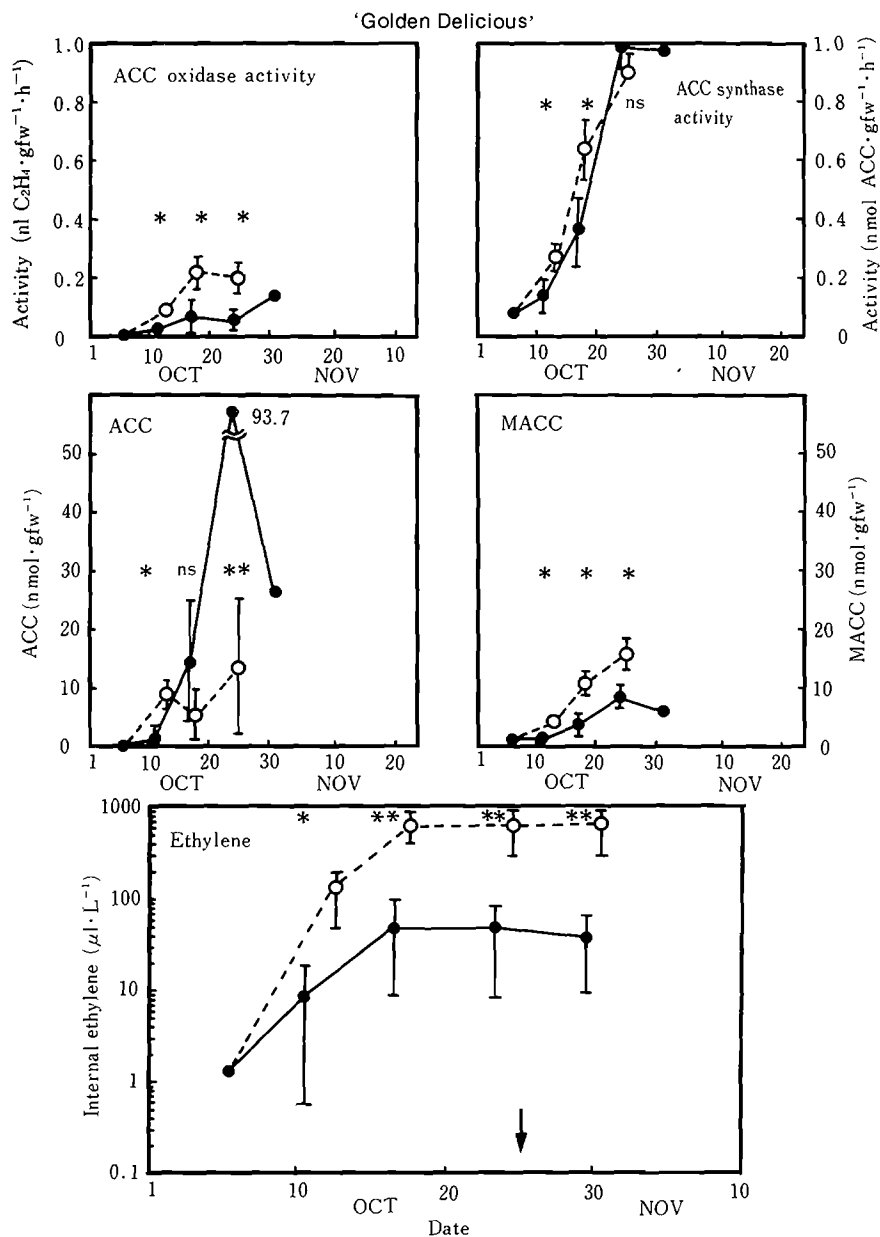 'Golden Delicious'
ACC oxidase activity
Activity (nl C₂H₄·gfw⁻¹·h⁻¹)
1.0
0.8
0.6
0.4
0.2
0
* * *
1 10 20 30 10
OCT NOV
ACC synthase
activity
* * ns
1.0
0.8
0.6
0.4
0.2
0
Activity (nmol ACC·gfw⁻¹·h⁻¹)
1 10 20 30 10 20
OCT NOV
ACC
93.7
ACC (nmol·gfw⁻¹)
50
40
30
20
10
0
* ns **
1 10 20 30 10 20
OCT NOV
MACC
* * *
50
40
30
20
10
0
MACC (nmol·gfw⁻¹)
1 10 20 30 10 20
OCT NOV
Ethylene
Internal ethylene (μl·L⁻¹)
1000
100
10
1
0.1
* ** ** **
1 10 20 30 10
OCT NOV
Date